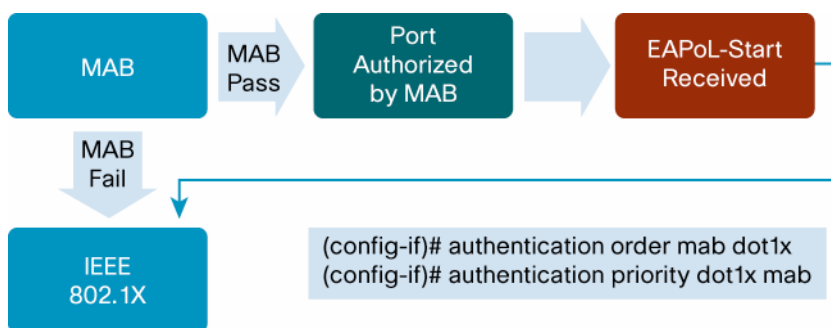 MAB
MAB
Pass
Port
Authorized
by MAB
EAPoL-Start
Received
MAB
Fail
IEEE
802.1X
(config-if)# authentication order mab dot1x
(config-if)# authentication priority dot1x mab